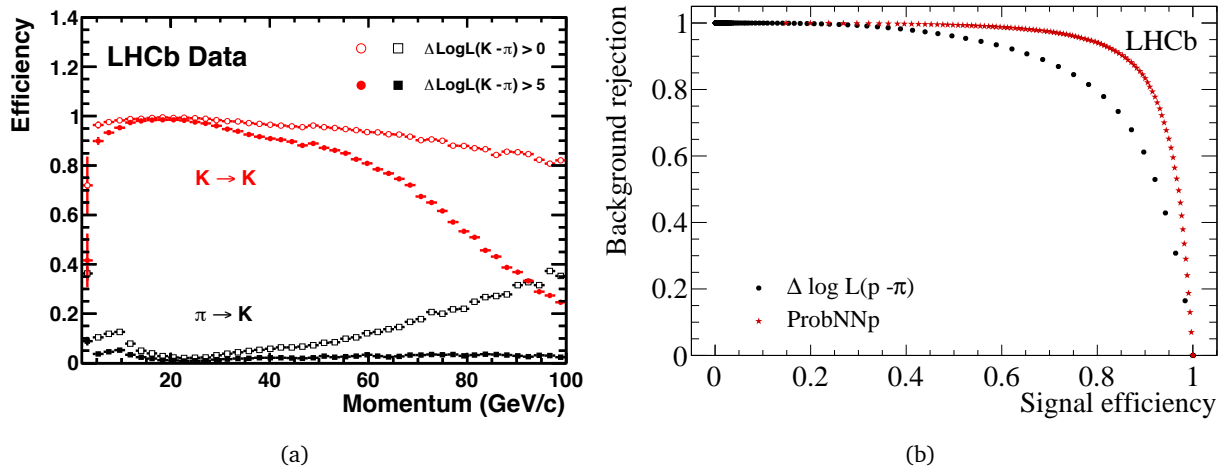 Efficiency
1.4
1.2
1
0.8
0.6
0.4
0.2
0
LHCb Data
ΔLogL(K - π) > 0
ΔLogL(K - π) > 5
K → K
π → K
20 40 60 80 100
Momentum (GeV/c)
(a)
Background rejection
1
0.8
0.6
0.4
0.2
0
LHCb
Δ log L(p - π)
ProbNNp
0 0.2 0.4 0.6 0.8 1
Signal efficiency
(b)